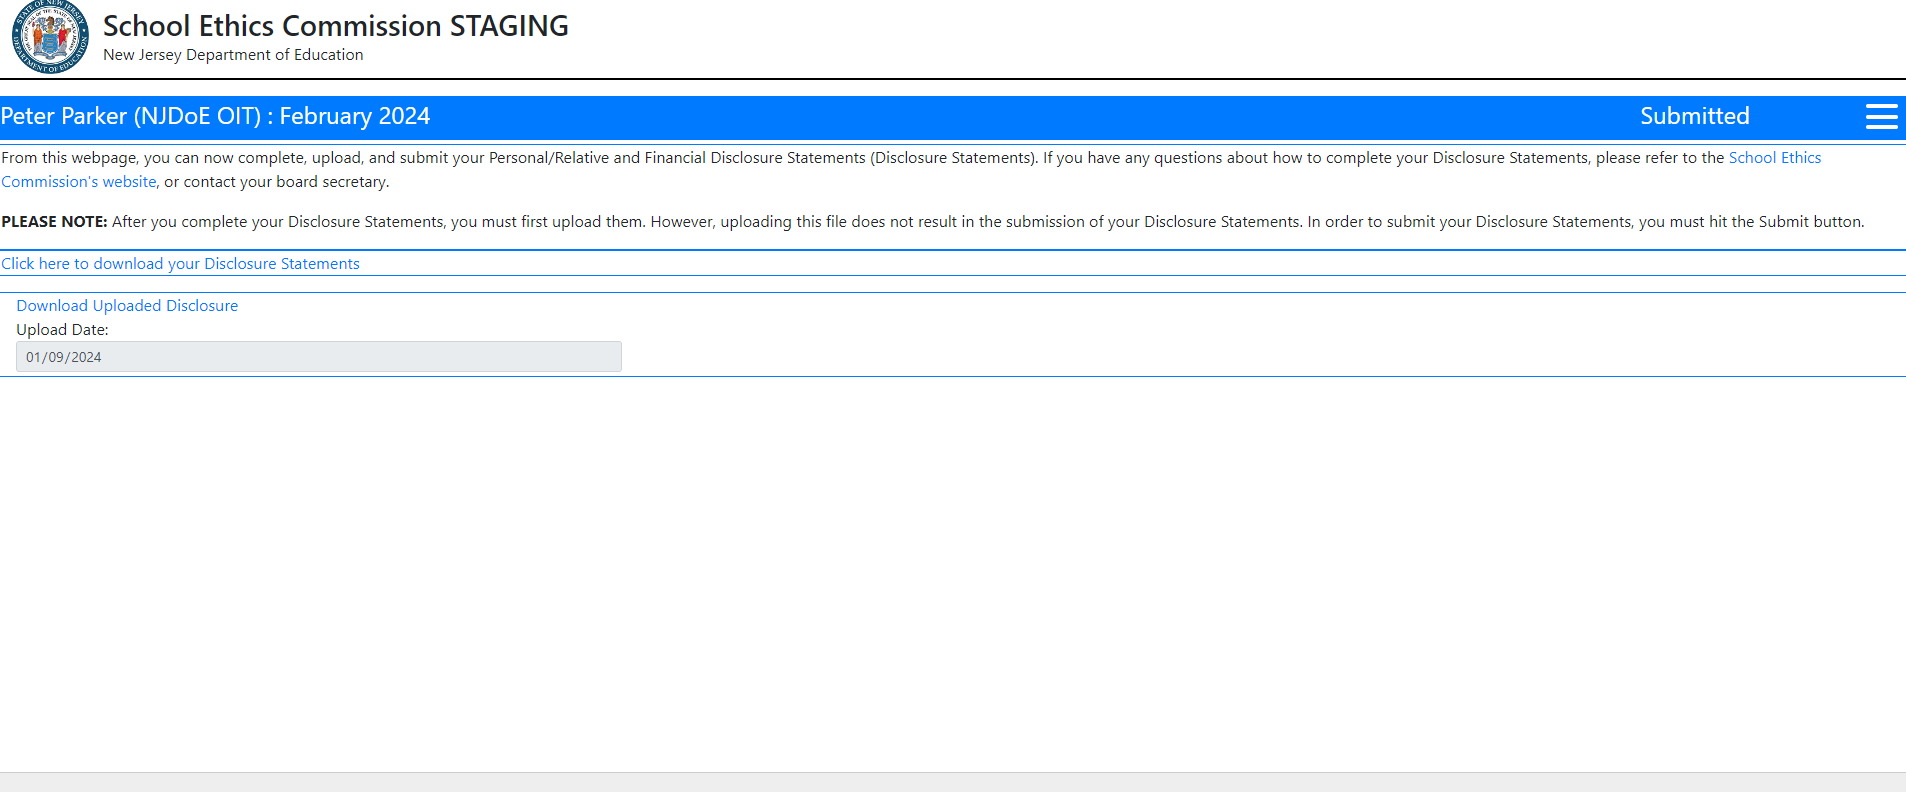 School Ethics Commission STAGING
New Jersey Department of Education
Peter Parker (NJDoE OIT) : February 2024
Submitted
From this webpage, you can now complete, upload, and submit your Personal/Relative and Financial Disclosure Statements (Disclosure Statements). If you have any questions about how to complete your Disclosure Statements, please refer to the School Ethics
Commission's website, or contact your board secretary.
PLEASE NOTE: After you complete your Disclosure Statements, you must first upload them. However, uploading this file does not result in the submission of your Disclosure Statements. In order to submit your Disclosure Statements, you must hit the Submit button.
Click here to download your Disclosure Statements
Download Uploaded Disclosure
Upload Date:
01/09/2024